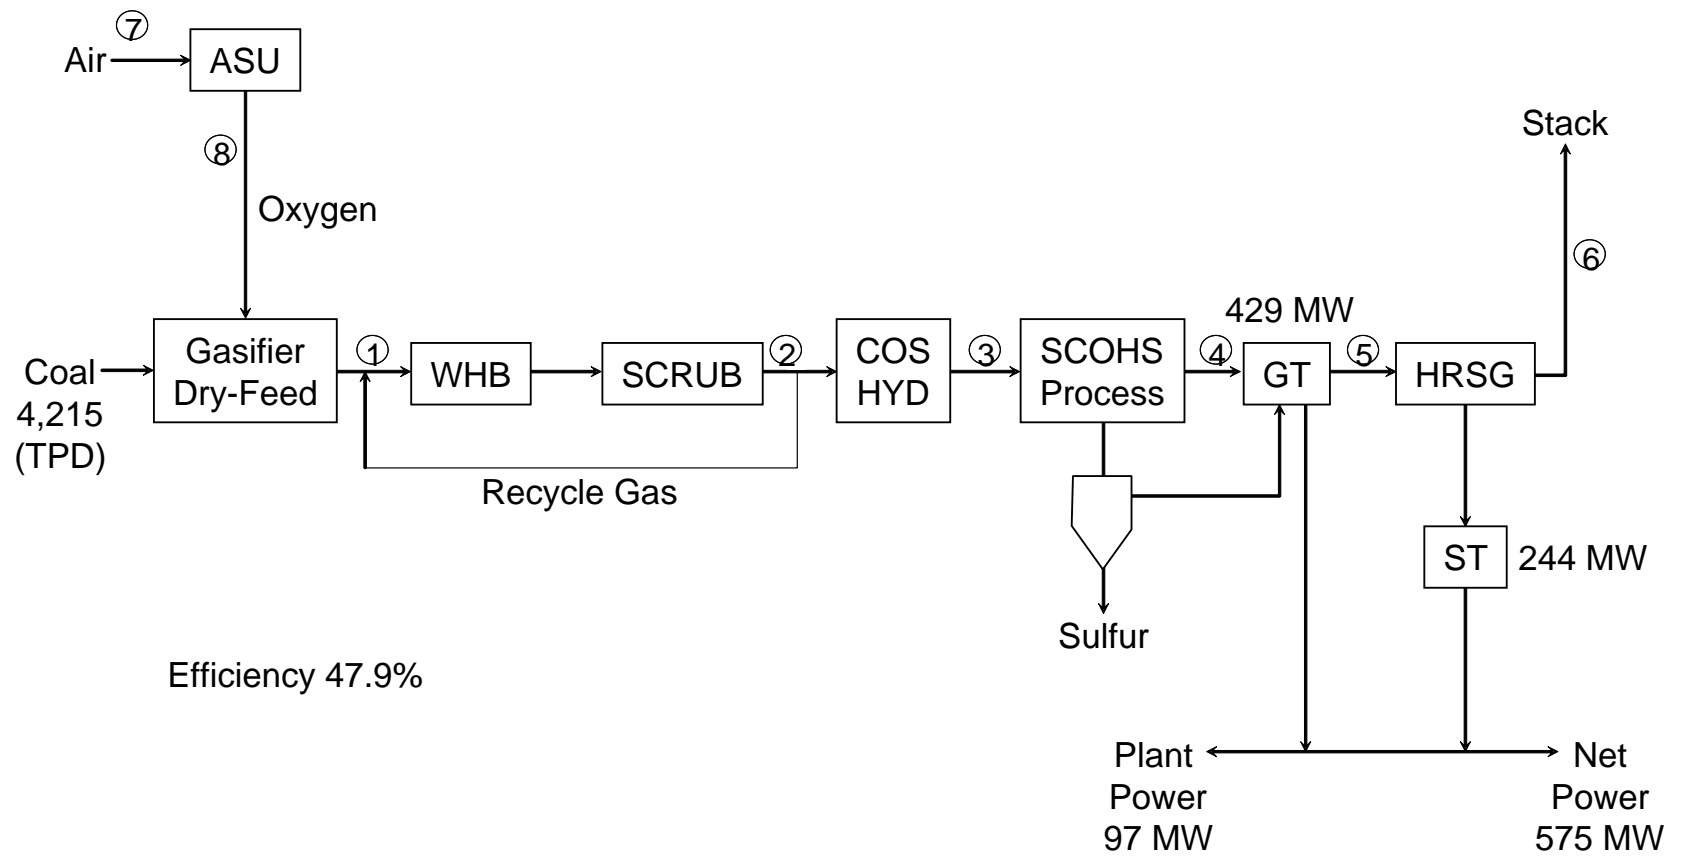 7
Air
ASU
8
Oxygen
Stack
6
429 MW
Coal
4,215
(TPD)
Gasifier
Dry-Feed
1
WHB
SCRUB
2
COS
HYD
3
SCOHS
Process
4
GT
5
HRSG
Recycle Gas
ST
244 MW
Sulfur
Efficiency 47.9%
Plant
Power
97 MW
Net
Power
575 MW